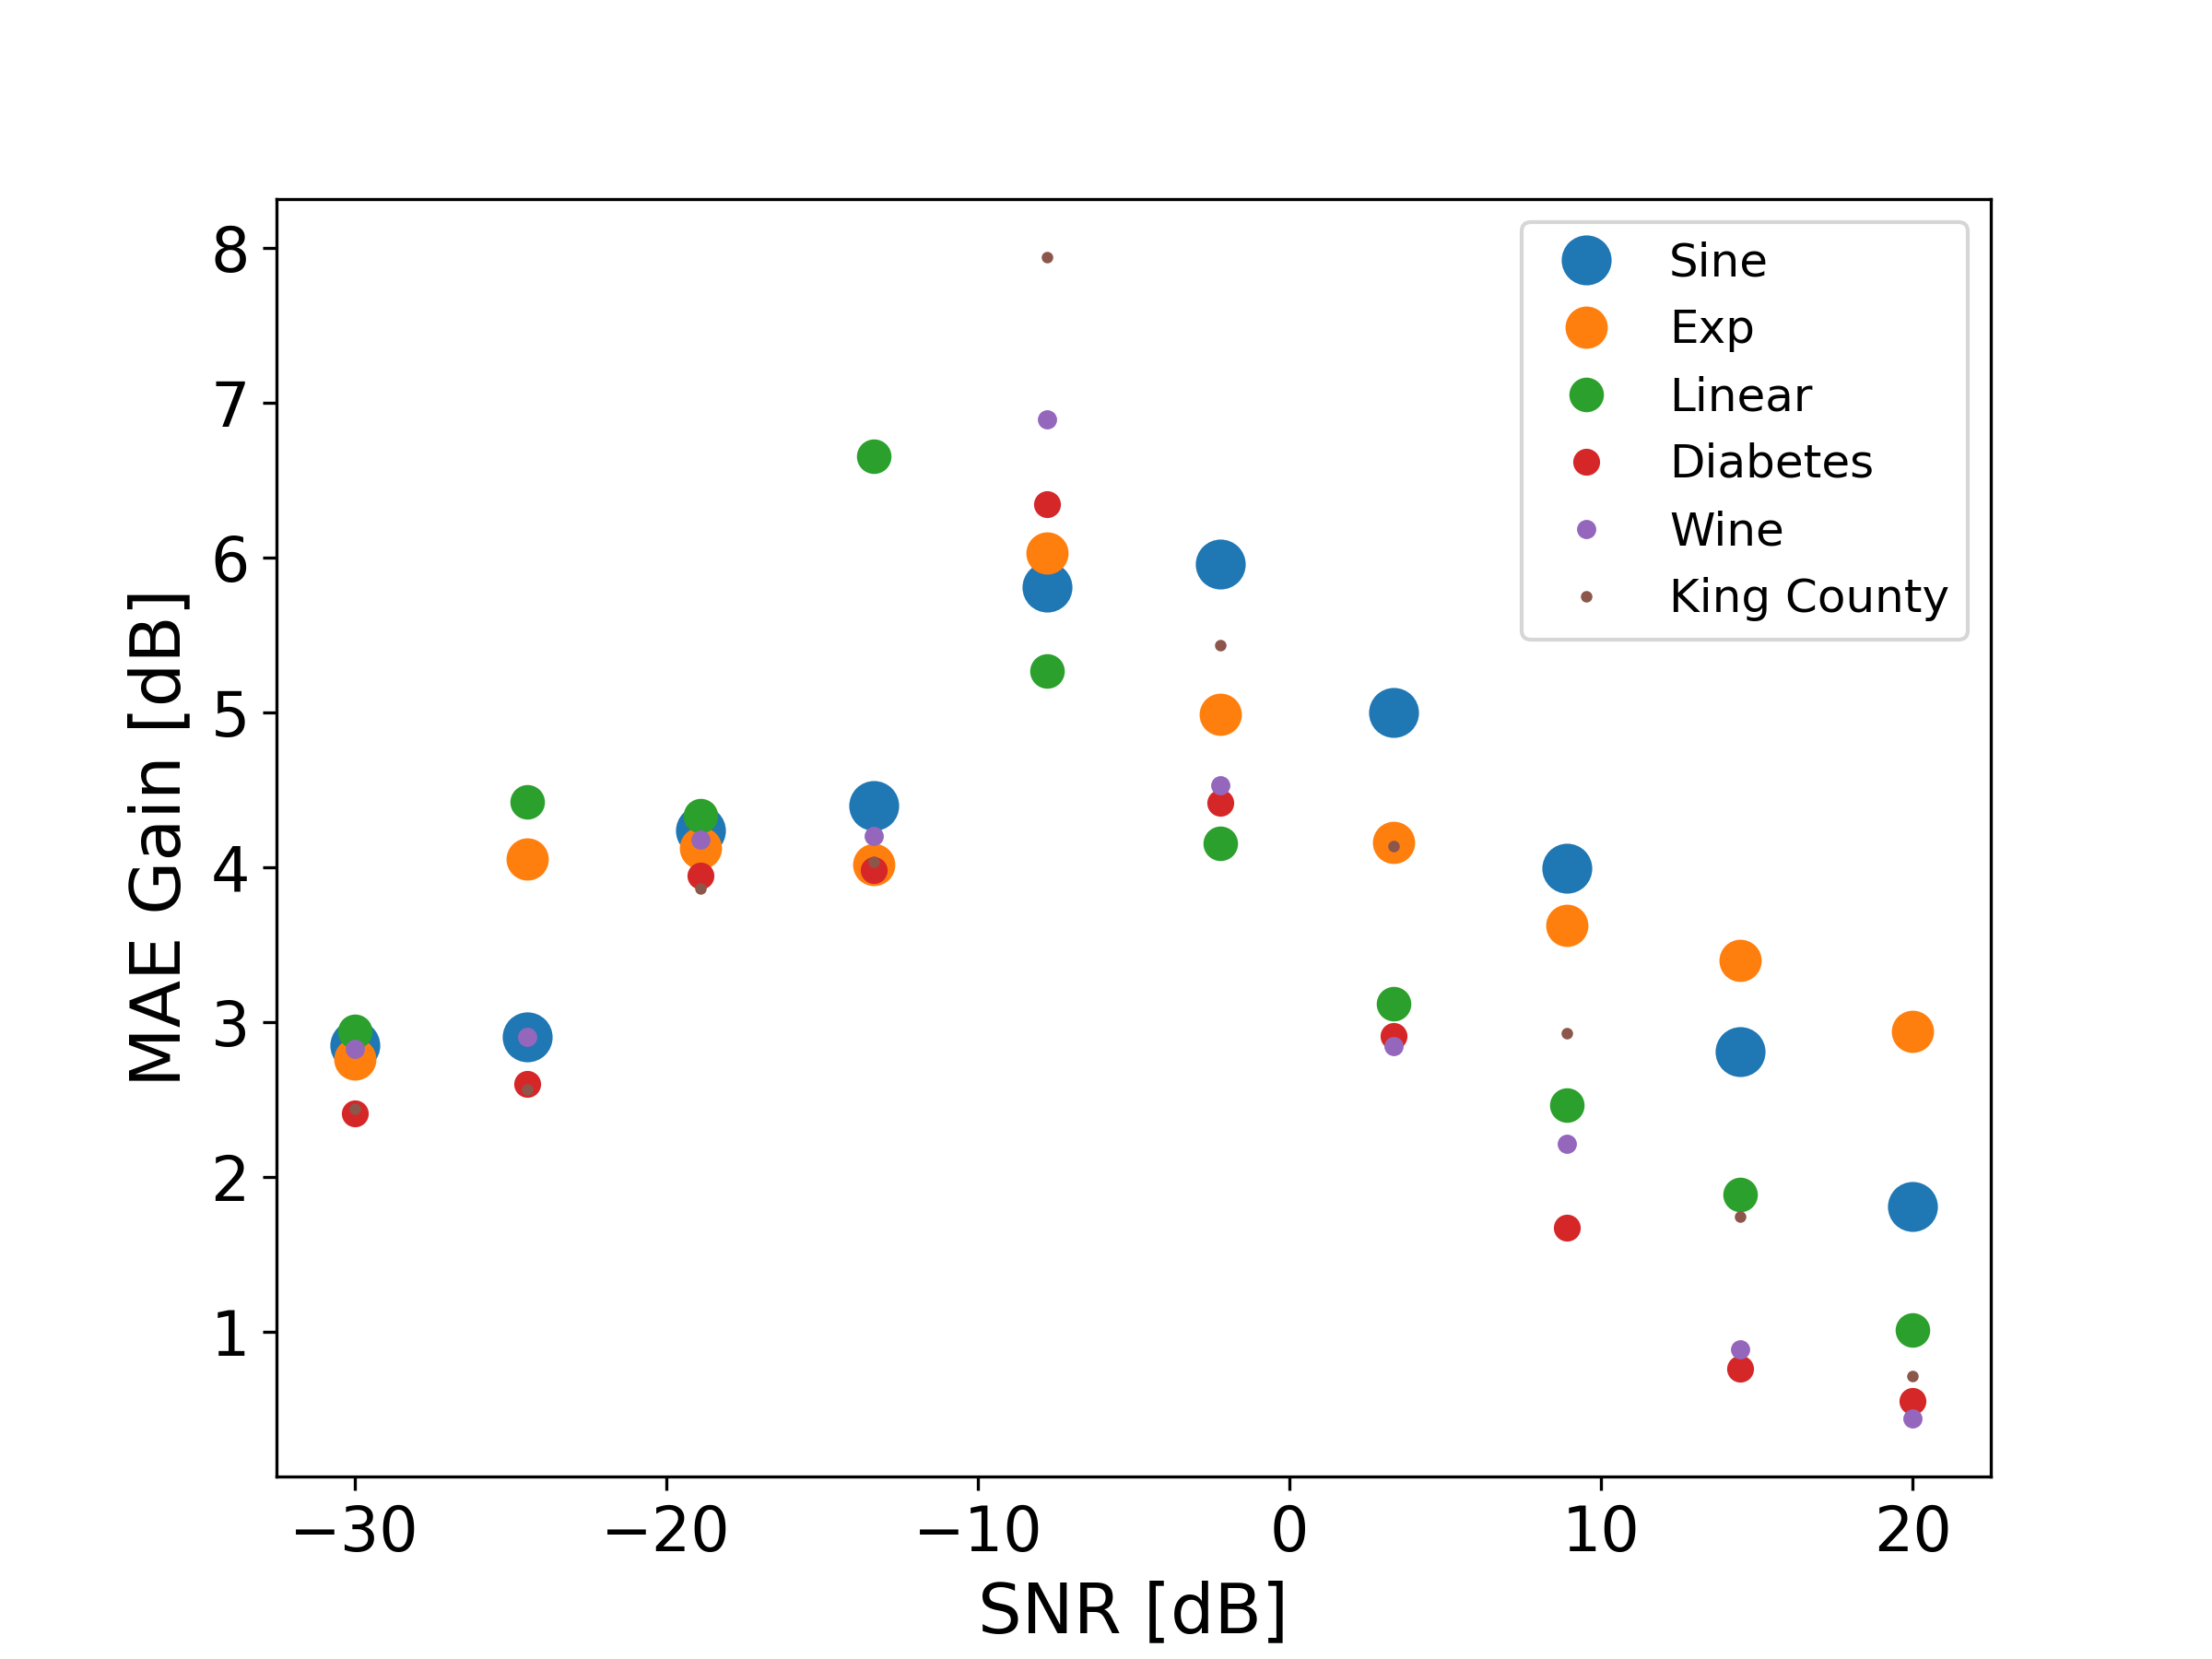 MAE Gain [dB]
8
7
6
5
4
3
2
1
Sine
Exp
Linear
Diabetes
Wine
King County
−30 −20 −10 0 10 20
SNR [dB]